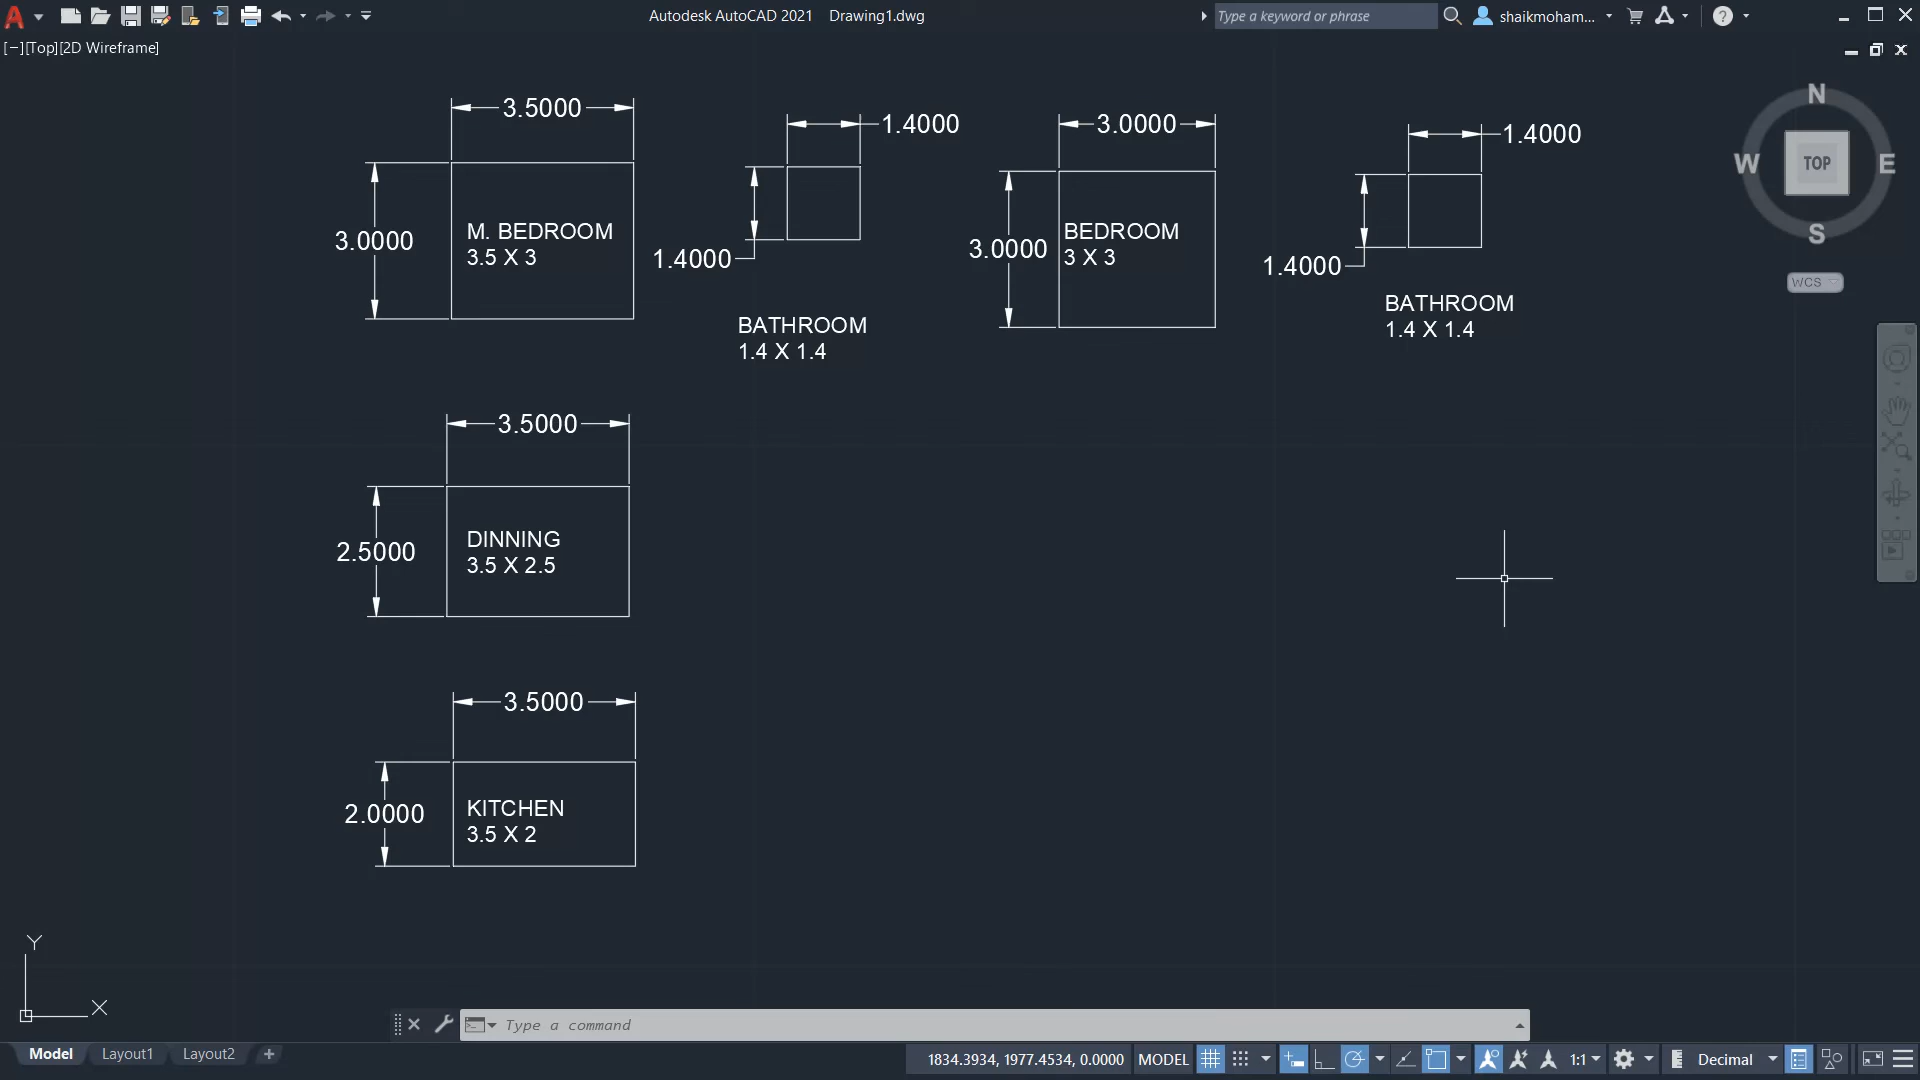 Autodesk AutoCAD 2021 Drawing1.dwg
Type a keyword or phrase
shaikmoham...
[−][Top][2D Wireframe]
N
W
TOP
E
S
WCS
3.5000
3.0000
M. BEDROOM
3.5 X 3
1.4000
1.4000
BATHROOM
1.4 X 1.4
3.0000
3.0000
BEDROOM
3 X 3
1.4000
1.4000
BATHROOM
1.4 X 1.4
3.5000
2.5000
DINNING
3.5 X 2.5
3.5000
2.0000
KITCHEN
3.5 X 2
Y
X
Type a command
Model
Layout1
Layout2
1834.3934, 1977.4534, 0.0000
MODEL
1:1
Decimal